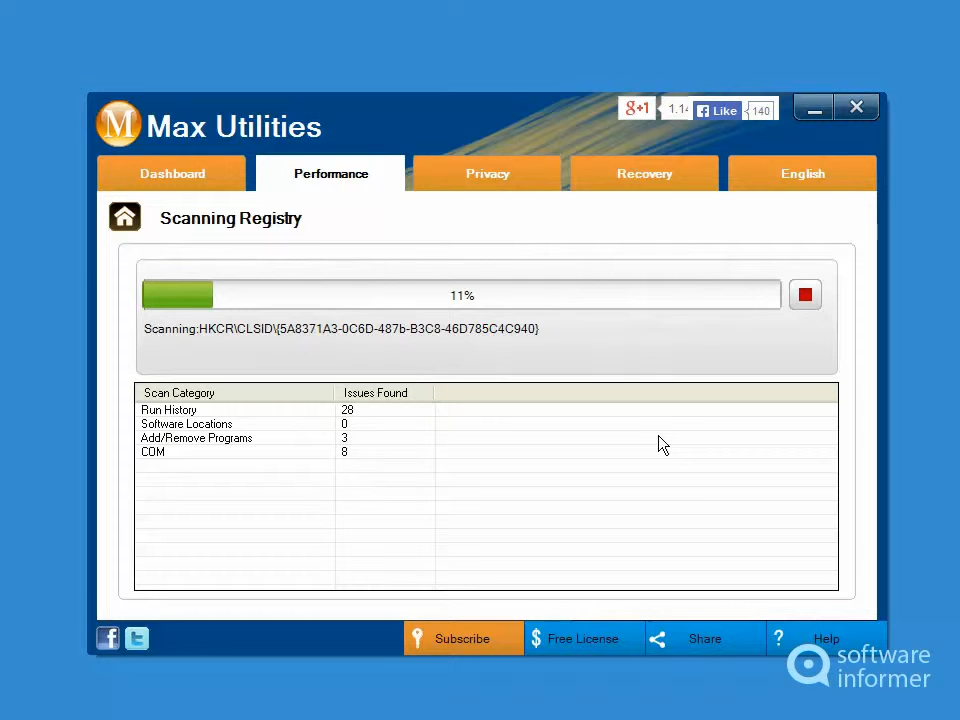 M Max Utilities
g+1 1.1
f Like 140
Dashboard Performance Privacy Recovery English
Scanning Registry
11%
Scanning:HKCR\CLSID\{5A8371A3-0C6D-487b-B3C8-46D785C4C940}
Scan Category Issues Found
Run History 28
Software Locations 0
Add/Remove Programs 3
COM 8
Subscribe $ Free License Share ? Help
software
informer